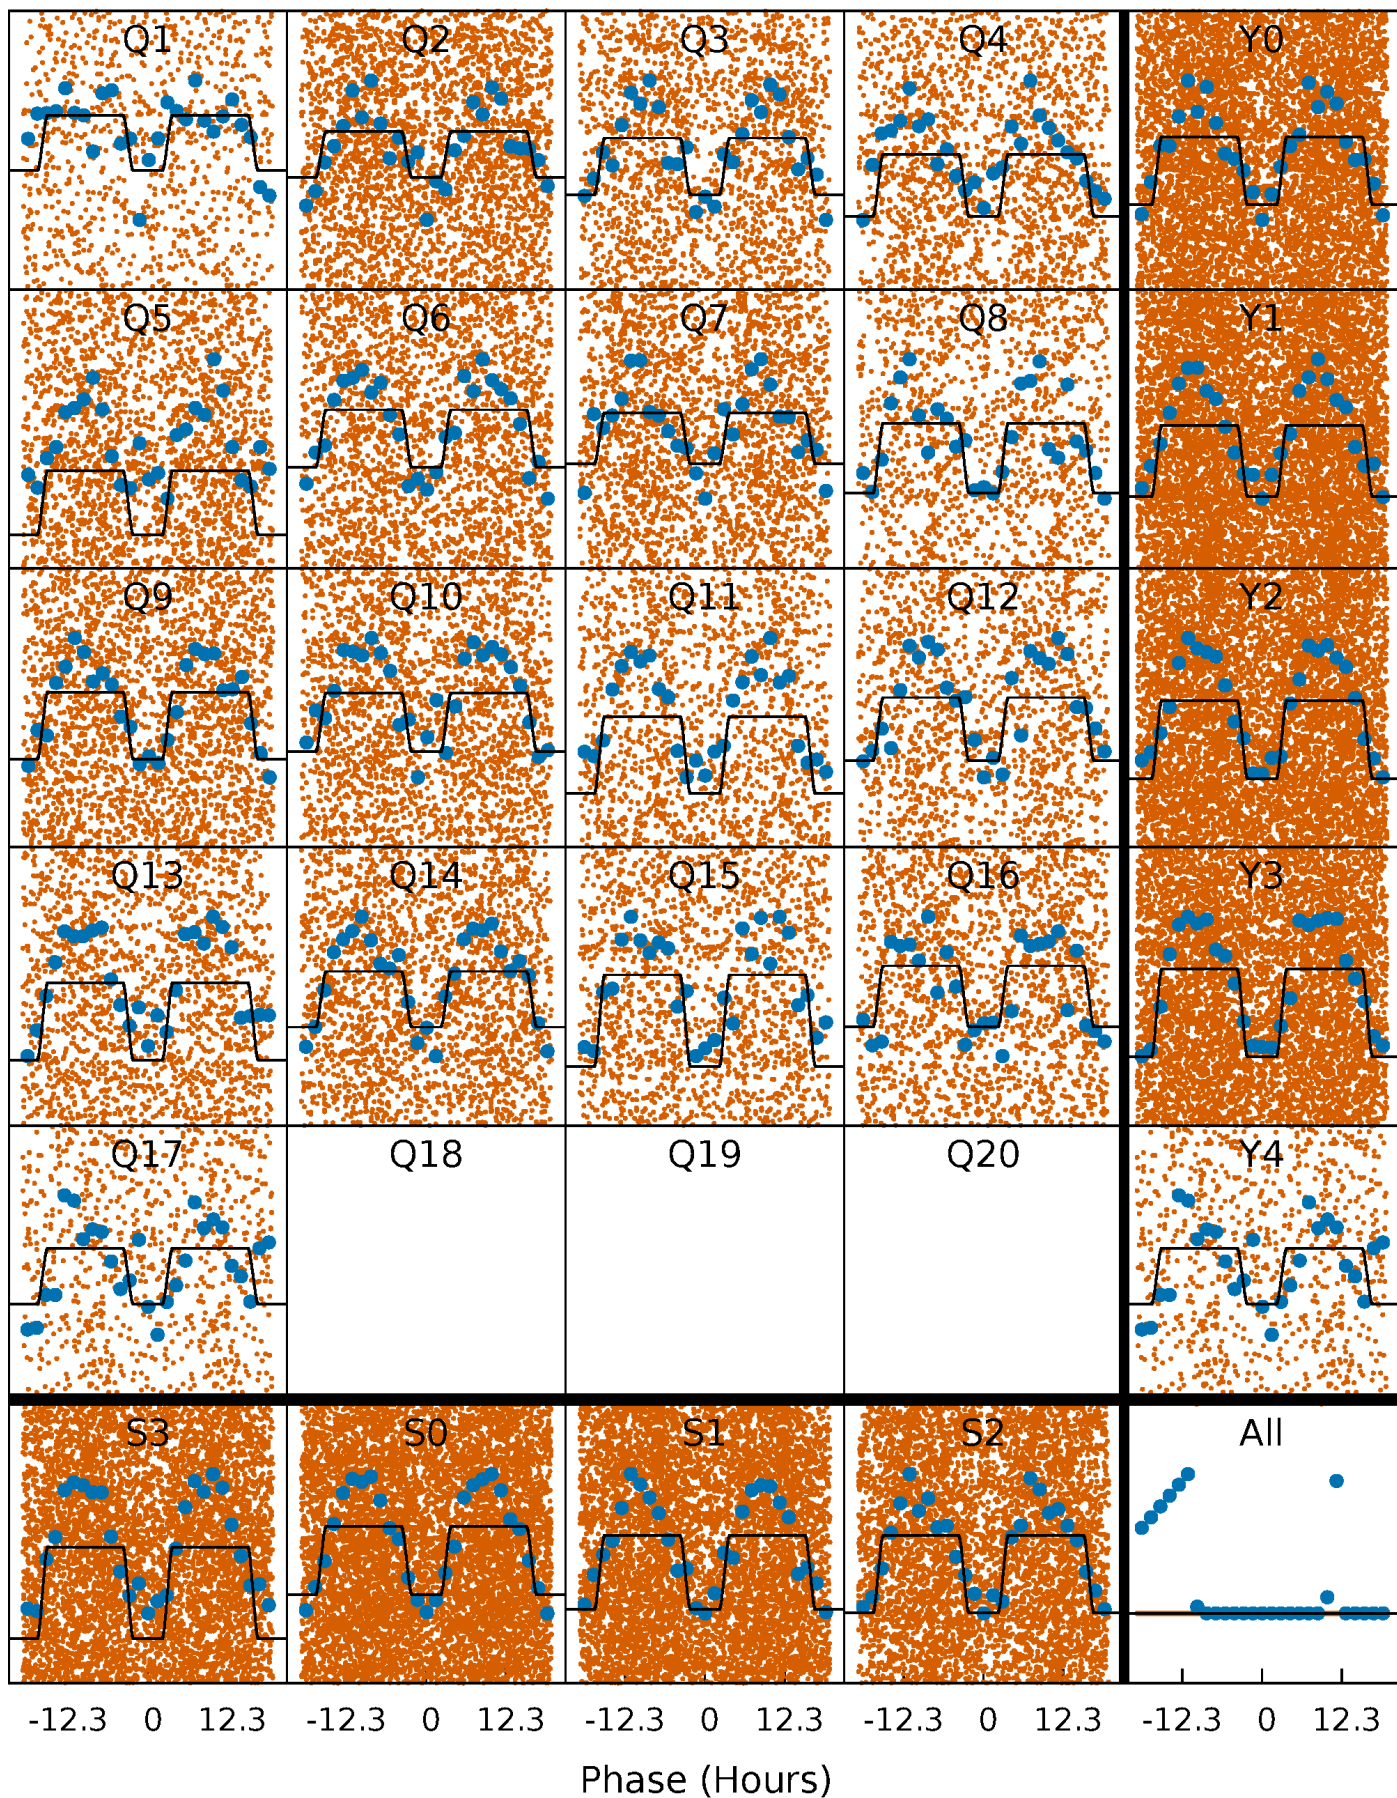 Q1 Q2 Q3 Q4 Y0
Q5 Q6 Q7 Q8 Y1
Q9 Q10 Q11 Q12 Y2
Q13 Q14 Q15 Q16 Y3
Q17 Q18 Q19 Q20 Y4
S3 S0 S1 S2 All
-12.3 0 12.3 -12.3 0 12.3 -12.3 0 12.3 -12.3 0 12.3 -12.3 0 12.3
Phase (Hours)